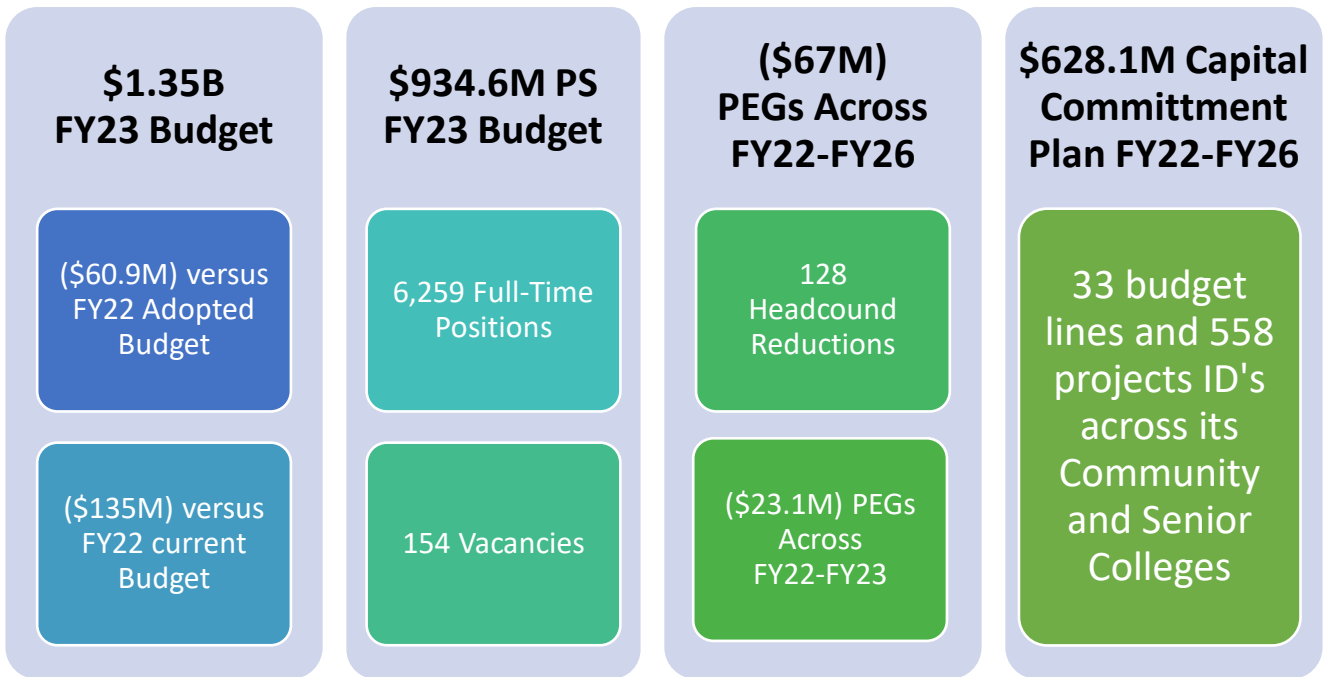 $1.35B
FY23 Budget
($60.9M) versus
FY22 Adopted
Budget
($135M) versus
FY22 current
Budget
$934.6M PS
FY23 Budget
6,259 Full-Time
Positions
154 Vacancies
($67M)
PEGs Across
FY22-FY26
128
Headcound
Reductions
($23.1M) PEGs
Across
FY22-FY23
$628.1M Capital
Committment
Plan FY22-FY26
33 budget
lines and 558
projects ID's
across its
Community
and Senior
Colleges